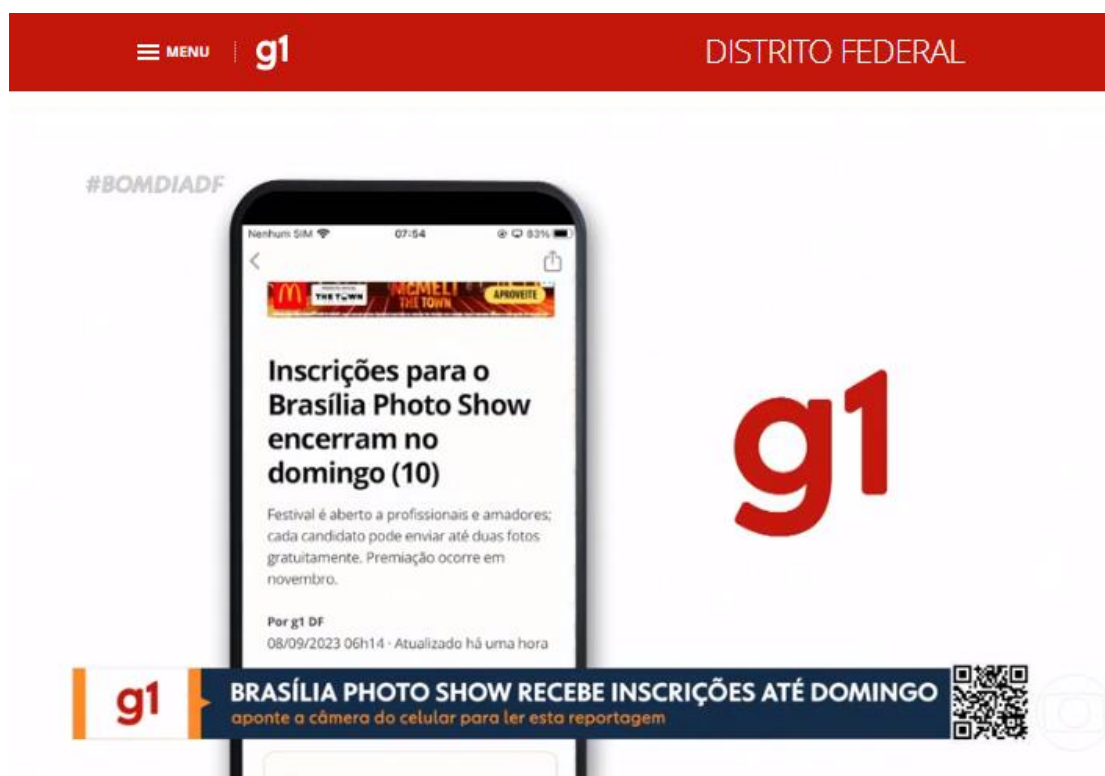 MENU g1 DISTRITO FEDERAL
#BOMDIADF
Nenhum SIM 07:54 83%
THE TOWN MCMELT APROVEITE
THE TOWN
Inscrições para o
Brasília Photo Show
encerram no
domingo (10)
Festival é aberto a profissionais e amadores;
cada candidato pode enviar até duas fotos
gratuitamente. Premiação ocorre em
novembro.
Por g1 DF
08/09/2023 06h14 · Atualizado há uma hora
g1
g1 BRASÍLIA PHOTO SHOW RECEBE INSCRIÇÕES ATÉ DOMINGO
aponte a câmera do celular para ler esta reportagem